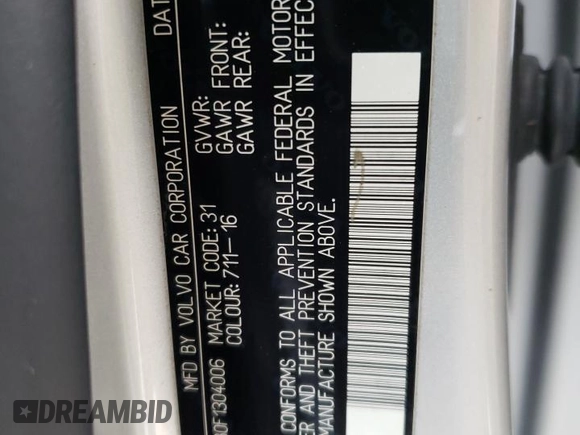 MFD BY VOLVO CAR CORPORATION DAT
0F1304006 MARKET CODE: 31 GVWR:
COLOUR: 711-16 GAWR FRONT:
GAWR REAR:
CONFORMS TO ALL APPLICABLE FEDERAL MOTOR
ER AND THEFT PREVENTION STANDARDS IN EFFEC
MANUFACTURE SHOWN ABOVE.
DREAMBID